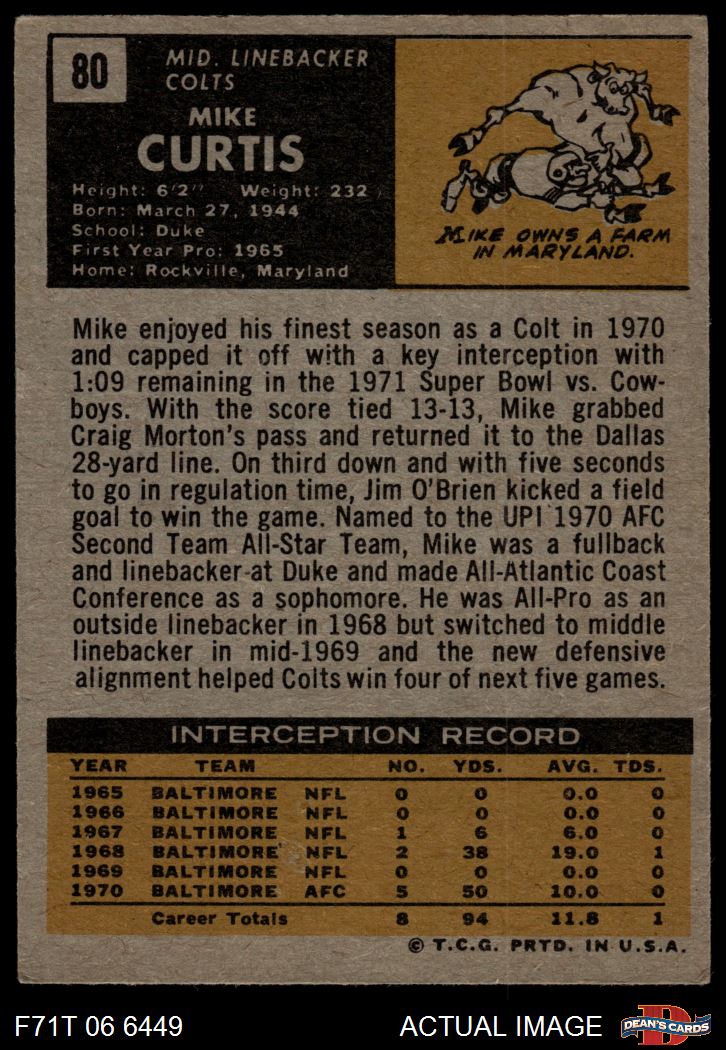 80
MID. LINEBACKER
COLTS
MIKE
CURTIS
Height: 6'2" Weight: 232
Born: March 27, 1944
School: Duke
First Year Pro: 1965
Home: Rockville, Maryland
MIKE OWNS A FARM
IN MARYLAND.
Mike enjoyed his finest season as a Colt in 1970
and capped it off with a key interception with
1:09 remaining in the 1971 Super Bowl vs. Cow-
boys. With the score tied 13-13, Mike grabbed
Craig Morton's pass and returned it to the Dallas
28-yard line. On third down and with five seconds
to go in regulation time, Jim O'Brien kicked a field
goal to win the game. Named to the UPI 1970 AFC
Second Team All-Star Team, Mike was a fullback
and linebacker at Duke and made All-Atlantic Coast
Conference as a sophomore. He was All-Pro as an
outside linebacker in 1968 but switched to middle
linebacker in mid-1969 and the new defensive
alignment helped Colts win four of next five games.
INTERCEPTION RECORD
YEAR TEAM NO. YDS. AVG. TDS.
1965 BALTIMORE NFL 0 0 0.0 0
1966 BALTIMORE NFL 0 0 0.0 0
1967 BALTIMORE NFL 1 6 6.0 0
1968 BALTIMORE NFL 2 38 19.0 1
1969 BALTIMORE NFL 0 0 0.0 0
1970 BALTIMORE AFC 5 50 10.0 0
Career Totals 8 94 11.8 1
© T.C.G. PRTD. IN U.S.A.
F71T 06 6449 ACTUAL IMAGE
D
DEAN'S CARDS